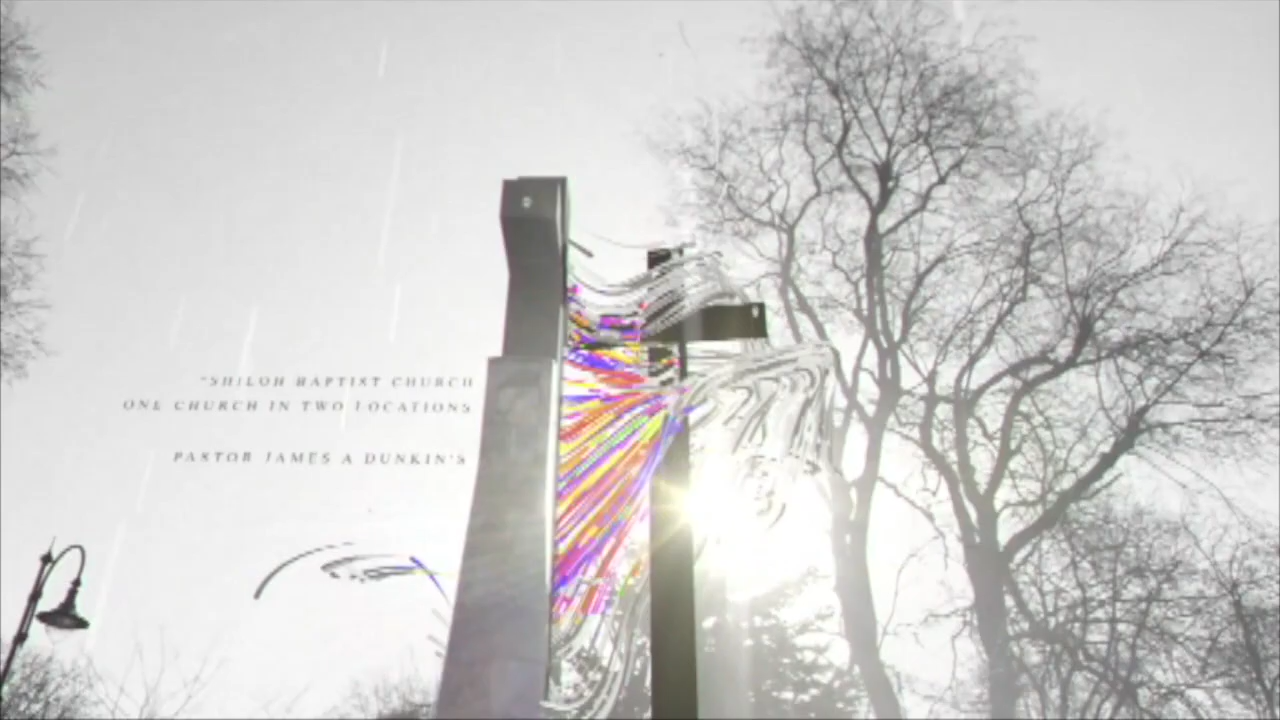 "SHILOH BAPTIST CHURCH
ONE CHURCH IN TWO LOCATIONS
PASTOR JAMES A DUNKIN'S